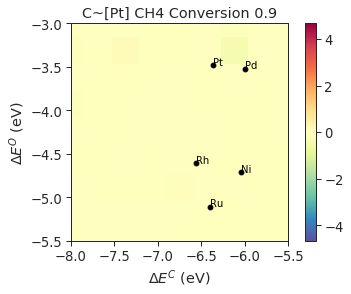 C~[Pt] CH4 Conversion 0.9
−3.0
−3.5
−4.0
−4.5
−5.0
−5.5
ΔE^O (eV)
Pt
Pd
Rh
Ni
Ru
−8.0 −7.5 −7.0 −6.5 −6.0 −5.5
ΔE^C (eV)
4
2
0
−2
−4